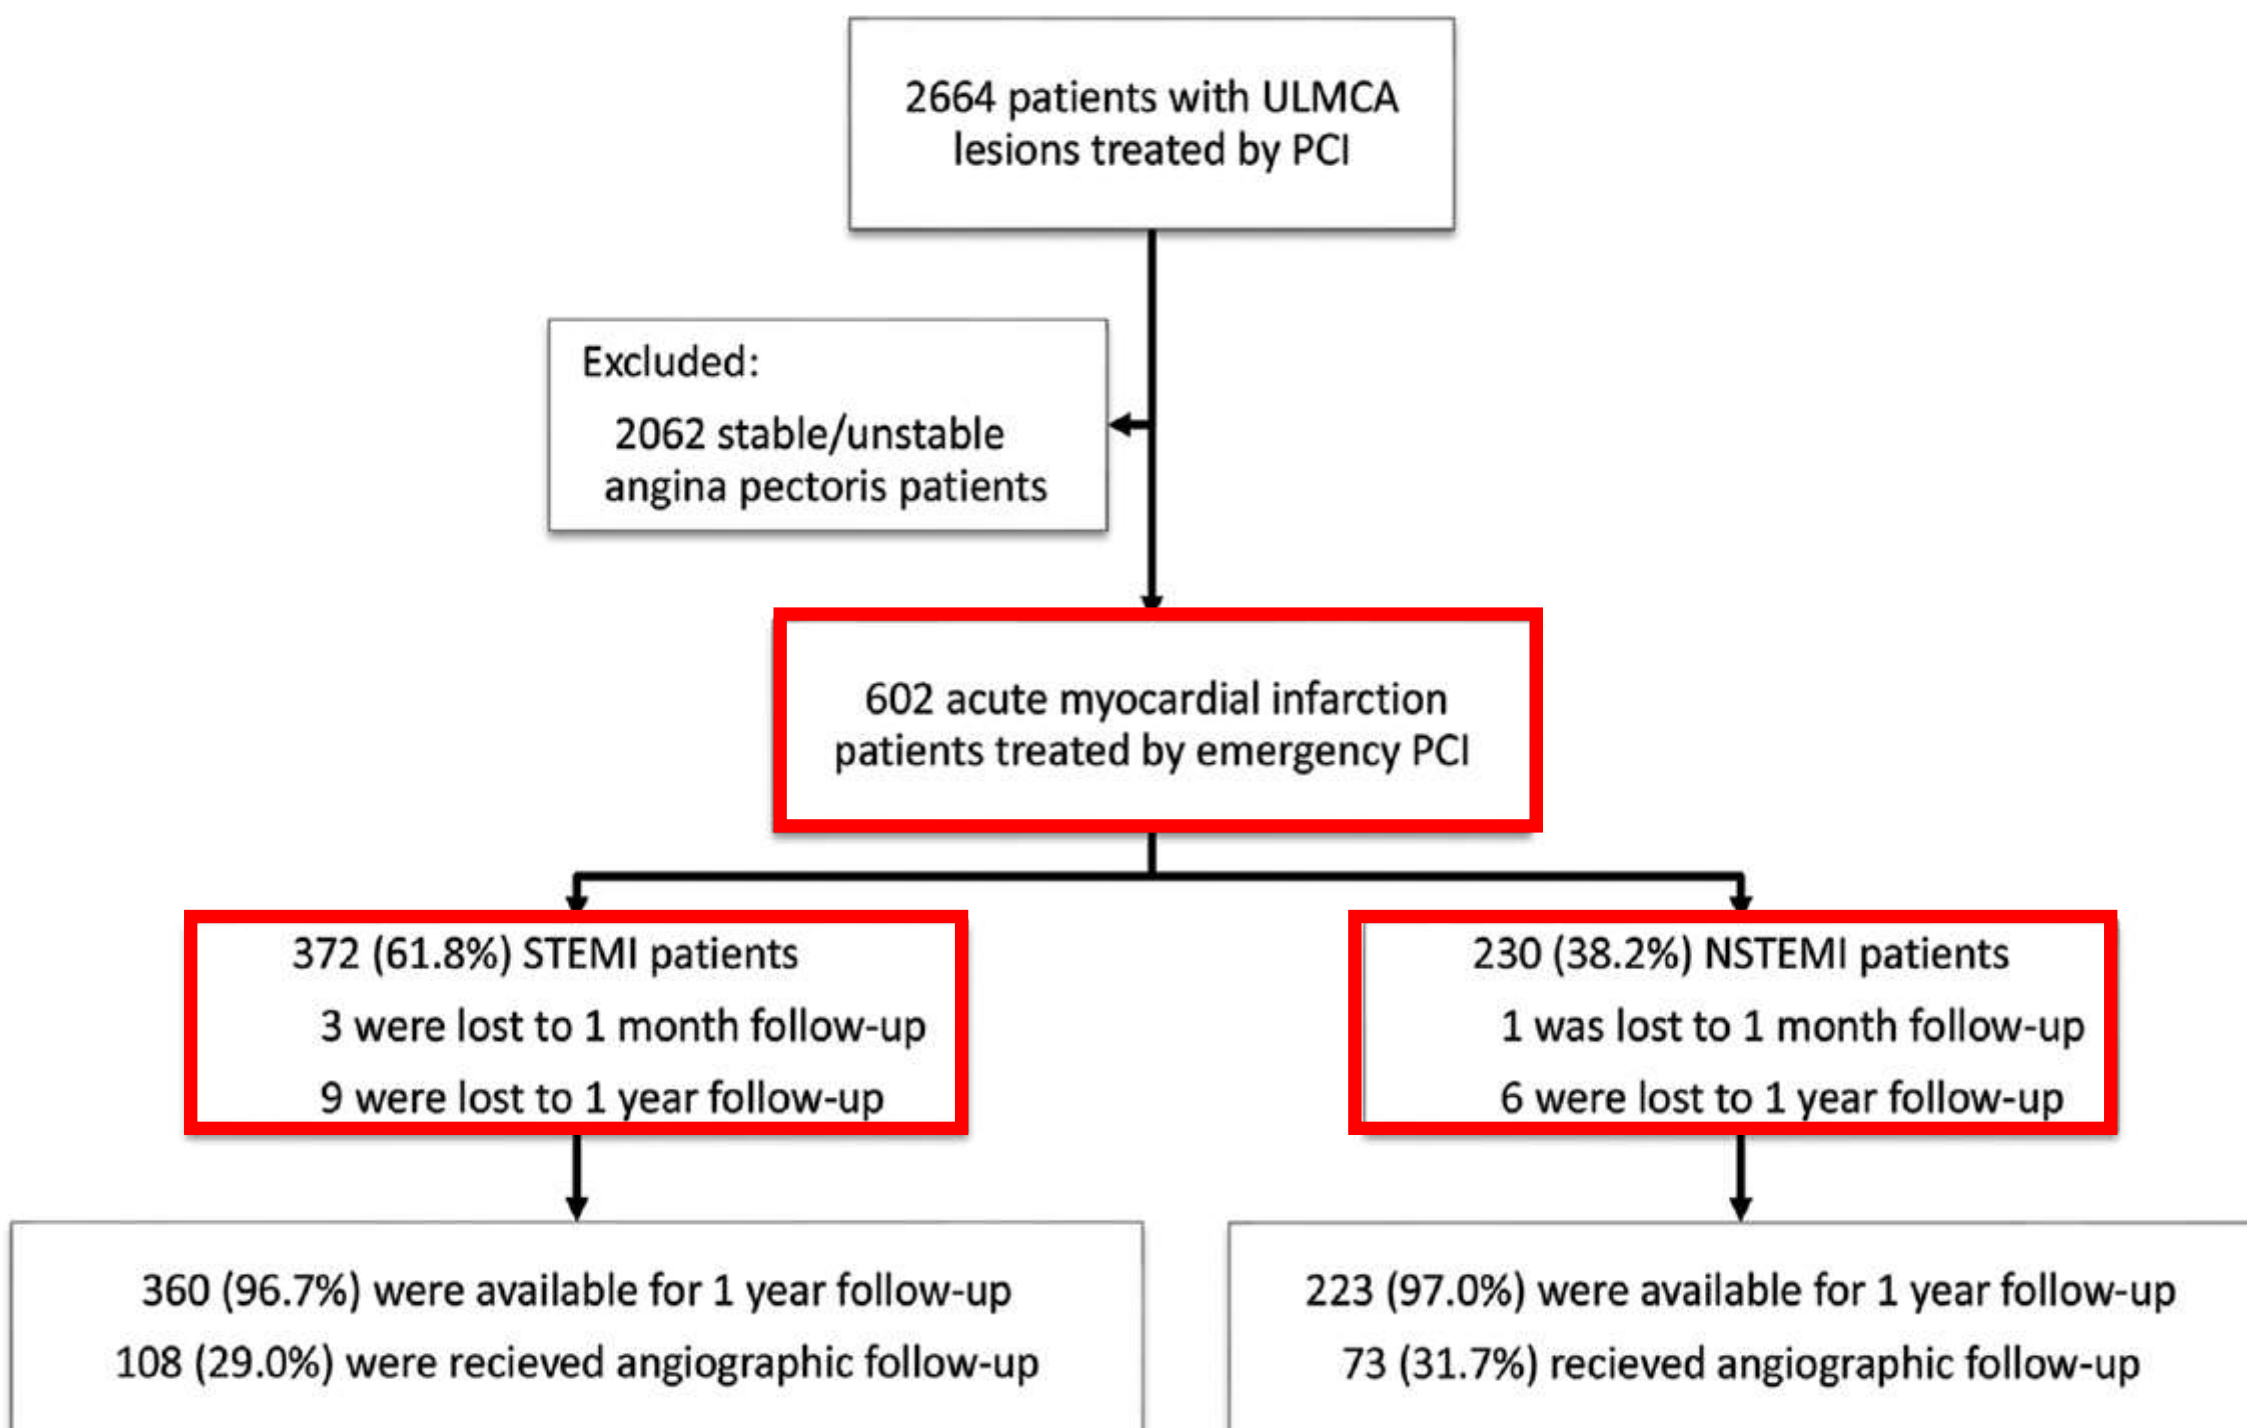 2664 patients with ULMCA
lesions treated by PCI
Excluded:
2062 stable/unstable
angina pectoris patients
602 acute myocardial infarction
patients treated by emergency PCI
372 (61.8%) STEMI patients
3 were lost to 1 month follow-up
9 were lost to 1 year follow-up
230 (38.2%) NSTEMI patients
1 was lost to 1 month follow-up
6 were lost to 1 year follow-up
360 (96.7%) were available for 1 year follow-up
108 (29.0%) were recieved angiographic follow-up
223 (97.0%) were available for 1 year follow-up
73 (31.7%) recieved angiographic follow-up